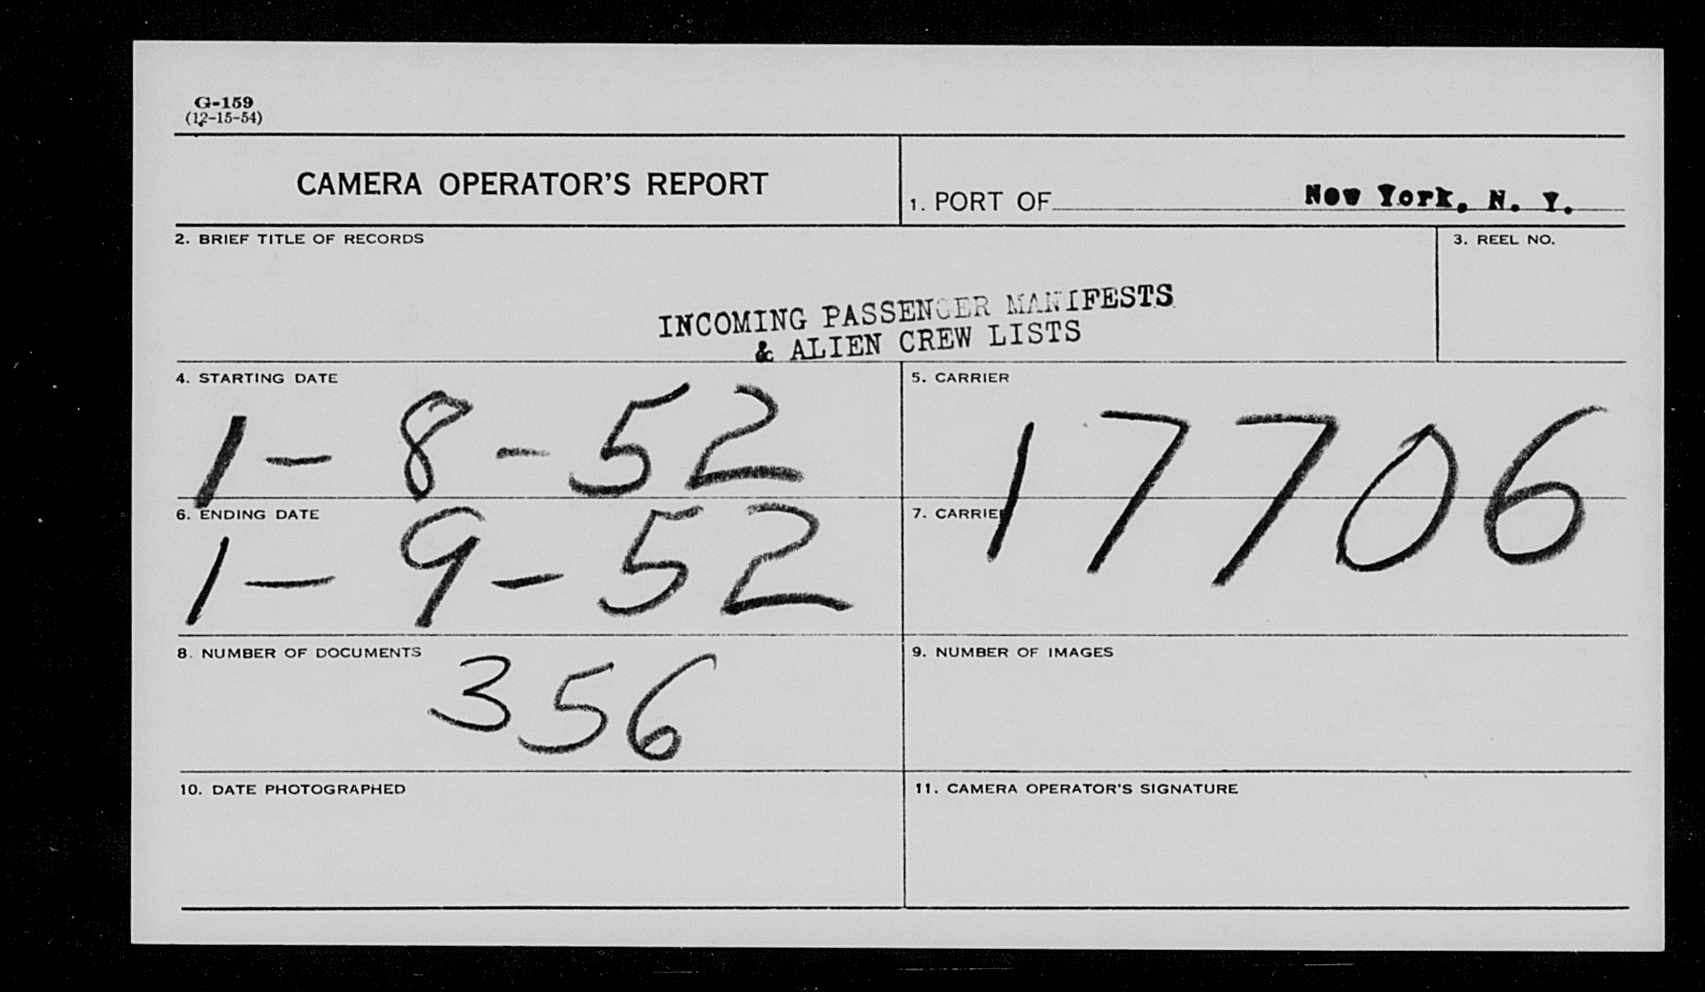 G-159
(12-15-54)
CAMERA OPERATOR'S REPORT
1. PORT OF New York, N. Y.
2. BRIEF TITLE OF RECORDS
3. REEL NO.
INCOMING PASSENGER MANIFESTS
& ALIEN CREW LISTS
4. STARTING DATE
1-8-52
5. CARRIER
17706
6. ENDING DATE
1-9-52
7. CARRIER
8. NUMBER OF DOCUMENTS
356
9. NUMBER OF IMAGES
10. DATE PHOTOGRAPHED
11. CAMERA OPERATOR'S SIGNATURE